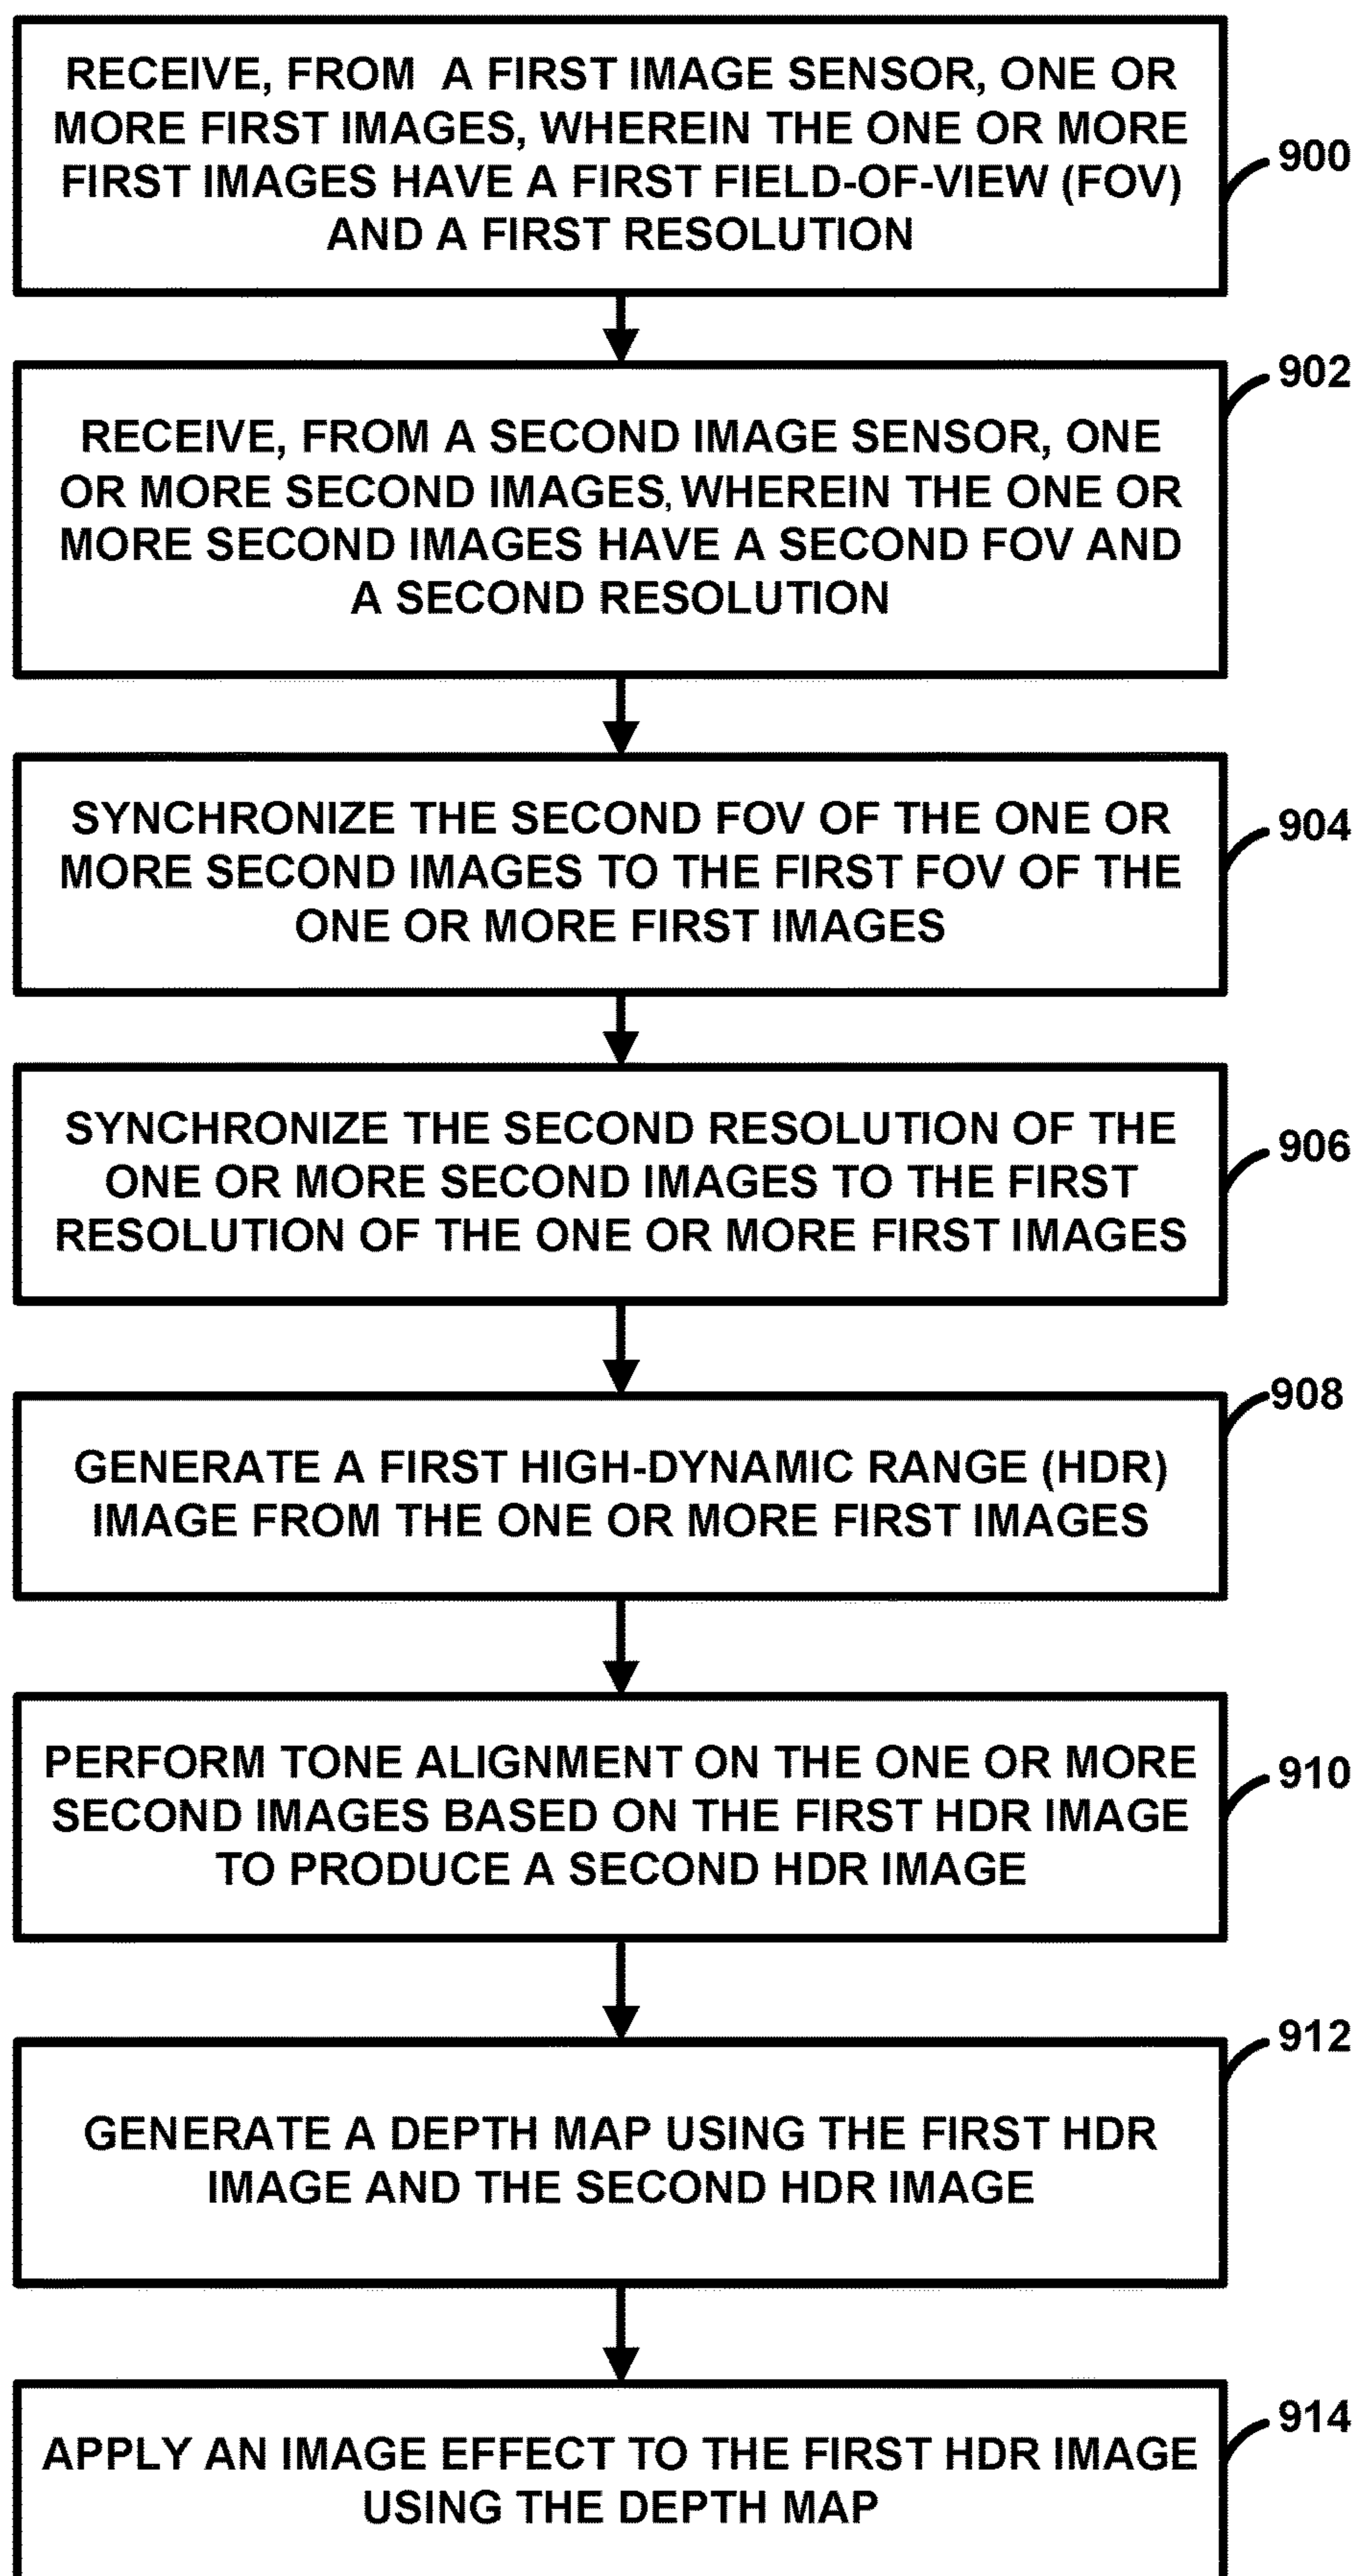 RECEIVE, FROM A FIRST IMAGE SENSOR, ONE OR
MORE FIRST IMAGES, WHEREIN THE ONE OR MORE
FIRST IMAGES HAVE A FIRST FIELD-OF-VIEW (FOV)
AND A FIRST RESOLUTION
900
902
RECEIVE, FROM A SECOND IMAGE SENSOR, ONE
OR MORE SECOND IMAGES, WHEREIN THE ONE OR
MORE SECOND IMAGES HAVE A SECOND FOV AND
A SECOND RESOLUTION
SYNCHRONIZE THE SECOND FOV OF THE ONE OR
MORE SECOND IMAGES TO THE FIRST FOV OF THE
ONE OR MORE FIRST IMAGES
904
SYNCHRONIZE THE SECOND RESOLUTION OF THE
ONE OR MORE SECOND IMAGES TO THE FIRST
RESOLUTION OF THE ONE OR MORE FIRST IMAGES
906
908
GENERATE A FIRST HIGH-DYNAMIC RANGE (HDR)
IMAGE FROM THE ONE OR MORE FIRST IMAGES
PERFORM TONE ALIGNMENT ON THE ONE OR MORE
SECOND IMAGES BASED ON THE FIRST HDR IMAGE
TO PRODUCE A SECOND HDR IMAGE
910
912
GENERATE A DEPTH MAP USING THE FIRST HDR
IMAGE AND THE SECOND HDR IMAGE
914
APPLY AN IMAGE EFFECT TO THE FIRST HDR IMAGE
USING THE DEPTH MAP